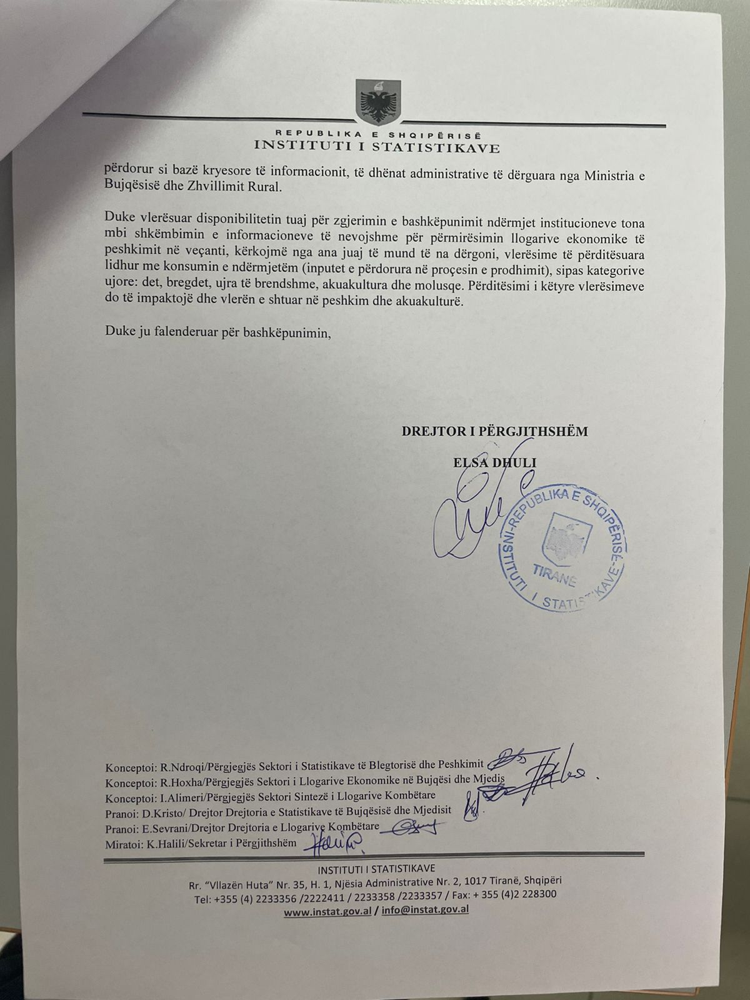 REPUBLIKA E SHQIPËRISË
INSTITUTI I STATISTIKAVE
përdorur si bazë kryesore të informacionit, të dhënat administrative të dërguara nga Ministria e
Bujqësisë dhe Zhvillimit Rural.
Duke vlerësuar disponibilitetin tuaj për zgjerimin e bashkëpunimit ndërmjet institucioneve tona
mbi shkëmbimin e informacioneve të nevojshme për përmirësimin llogarive ekonomike të
peshkimit në veçanti, kërkojmë nga ana juaj të mund të na dërgoni, vlerësime të përditësuara
lidhur me konsumin e ndërmjetëm (inputet e përdorura në proçesin e prodhimit), sipas kategorive
ujore: det, bregdet, ujra të brendshme, akuakultura dhe molusqe. Përditësimi i këtyre vlerësimeve
do të impaktojë dhe vlerën e shtuar në peshkim dhe akuakulturë.
Duke ju falenderuar për bashkëpunimin,
DREJTOR I PËRGJITHSHËM
ELSA DHULI
REPUBLIKA E SHQIPËRISË
INSTITUTI I STATISTIKAVE
TIRANË
Konceptoi: R.Ndroqi/Përgjegjës Sektori i Statistikave të Blegtorisë dhe Peshkimit
Konceptoi: R.Hoxha/Përgjegjës Sektori i Llogarive Ekonomike në Bujqësi dhe Mjedis
Konceptoi: I.Alimeri/Përgjegjës Sektori Sintezë i Llogarive Kombëtare
Pranoi: D.Kristo/ Drejtor Drejtoria e Statistikave të Bujqësisë dhe Mjedisit
Pranoi: E.Sevrani/Drejtor Drejtoria e Llogarive Kombëtare
Miratoi: K.Halili/Sekretar i Përgjithshëm
INSTITUTI I STATISTIKAVE
Rr. “Vllazën Huta” Nr. 35, H. 1, Njësia Administrative Nr. 2, 1017 Tiranë, Shqipëri
Tel: +355 (4) 2233356 /2222411 / 2233358 /2233357 / Fax: + 355 (4)2 228300
www.instat.gov.al / info@instat.gov.al